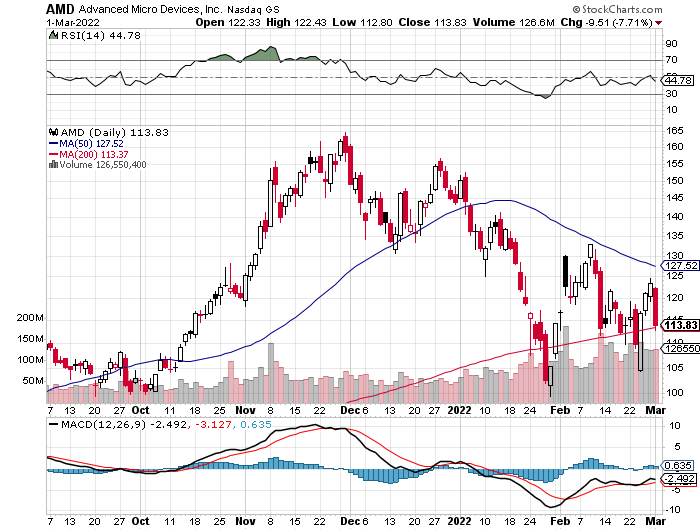 AMD Advanced Micro Devices, Inc. Nasdaq GS © StockCharts.com
1-Mar-2022 Open 122.33 High 122.43 Low 112.80 Close 113.83 Volume 126.6M Chg -9.51 (-7.71%)
RSI(14) 44.78
90
70
50
44.78
30
10
AMD (Daily) 113.83
MA(50) 127.52
MA(200) 113.37
Volume 126,550,400
165
160
155
150
145
140
135
130
127.52
125
120
115
113.83
110
126550
105
100
200M
150M
100M
50M
7 13 20 27 Oct 11 18 25 Nov 8 15 22 Dec 6 13 20 27 2022 10 18 24 Feb 7 14 22 Mar
MACD(12,26,9) -2.492, -3.127, 0.635
10
5
0.635
-2.492
-5
-10
7 13 20 27 Oct 11 18 25 Nov 8 15 22 Dec 6 13 20 27 2022 10 18 24 Feb 7 14 22 Mar